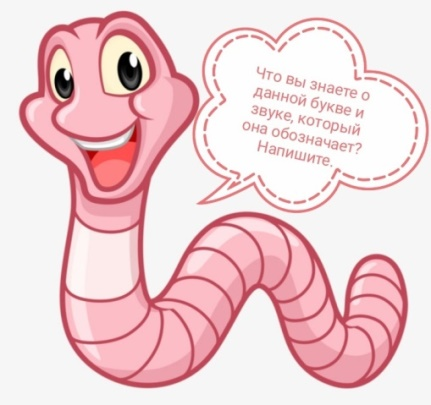 Что вы знаете о
данной букве и
звуке, который
она обозначает?
Напишите.